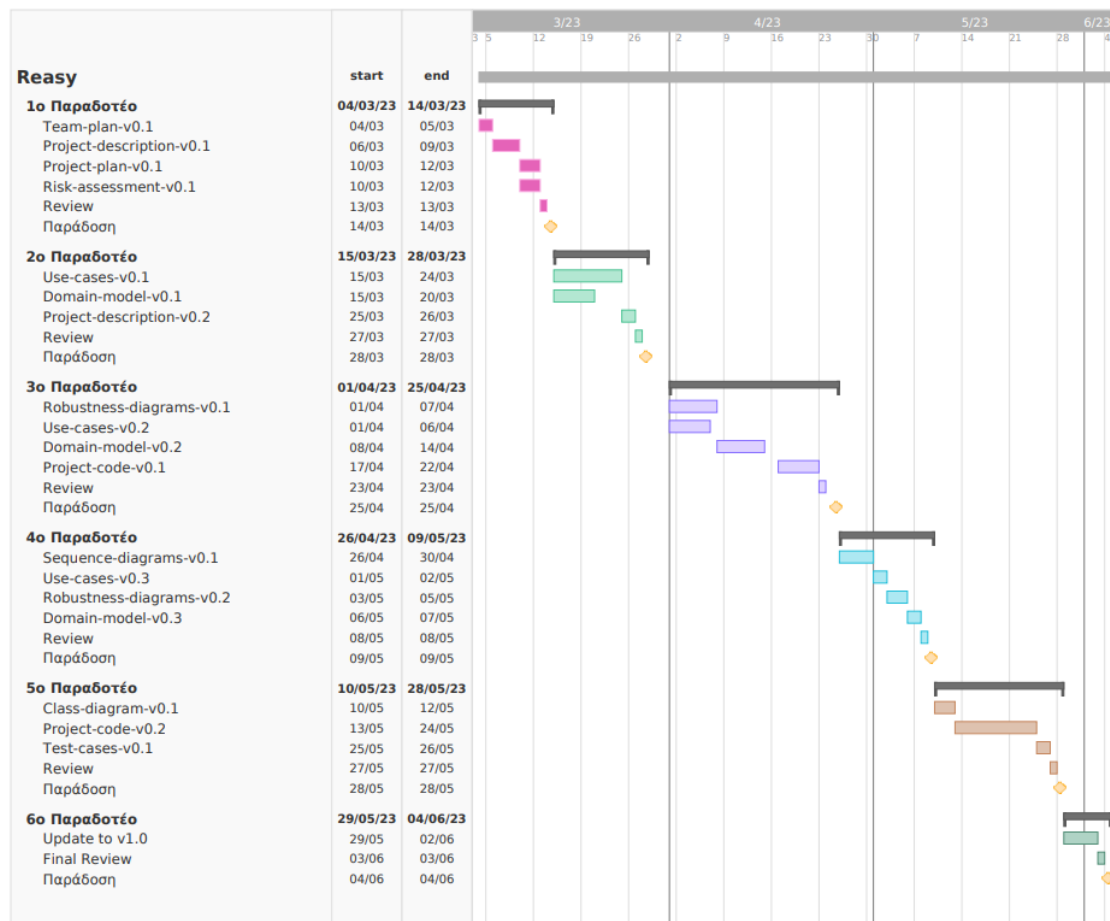 3/23 4/23 5/23 6/23
3 5 12 19 26 2 9 16 23 30 7 14 21 28 4
Reasy start end
1ο Παραδοτέο 04/03/23 14/03/23
Team-plan-v0.1 04/03 05/03
Project-description-v0.1 06/03 09/03
Project-plan-v0.1 10/03 12/03
Risk-assessment-v0.1 10/03 12/03
Review 13/03 13/03
Παράδοση 14/03 14/03
2ο Παραδοτέο 15/03/23 28/03/23
Use-cases-v0.1 15/03 24/03
Domain-model-v0.1 15/03 20/03
Project-description-v0.2 25/03 26/03
Review 27/03 27/03
Παράδοση 28/03 28/03
3ο Παραδοτέο 01/04/23 25/04/23
Robustness-diagrams-v0.1 01/04 07/04
Use-cases-v0.2 01/04 06/04
Domain-model-v0.2 08/04 14/04
Project-code-v0.1 17/04 22/04
Review 23/04 23/04
Παράδοση 25/04 25/04
4ο Παραδοτέο 26/04/23 09/05/23
Sequence-diagrams-v0.1 26/04 30/04
Use-cases-v0.3 01/05 02/05
Robustness-diagrams-v0.2 03/05 05/05
Domain-model-v0.3 06/05 07/05
Review 08/05 08/05
Παράδοση 09/05 09/05
5ο Παραδοτέο 10/05/23 28/05/23
Class-diagram-v0.1 10/05 12/05
Project-code-v0.2 13/05 24/05
Test-cases-v0.1 25/05 26/05
Review 27/05 27/05
Παράδοση 28/05 28/05
6ο Παραδοτέο 29/05/23 04/06/23
Update to v1.0 29/05 02/06
Final Review 03/06 03/06
Παράδοση 04/06 04/06